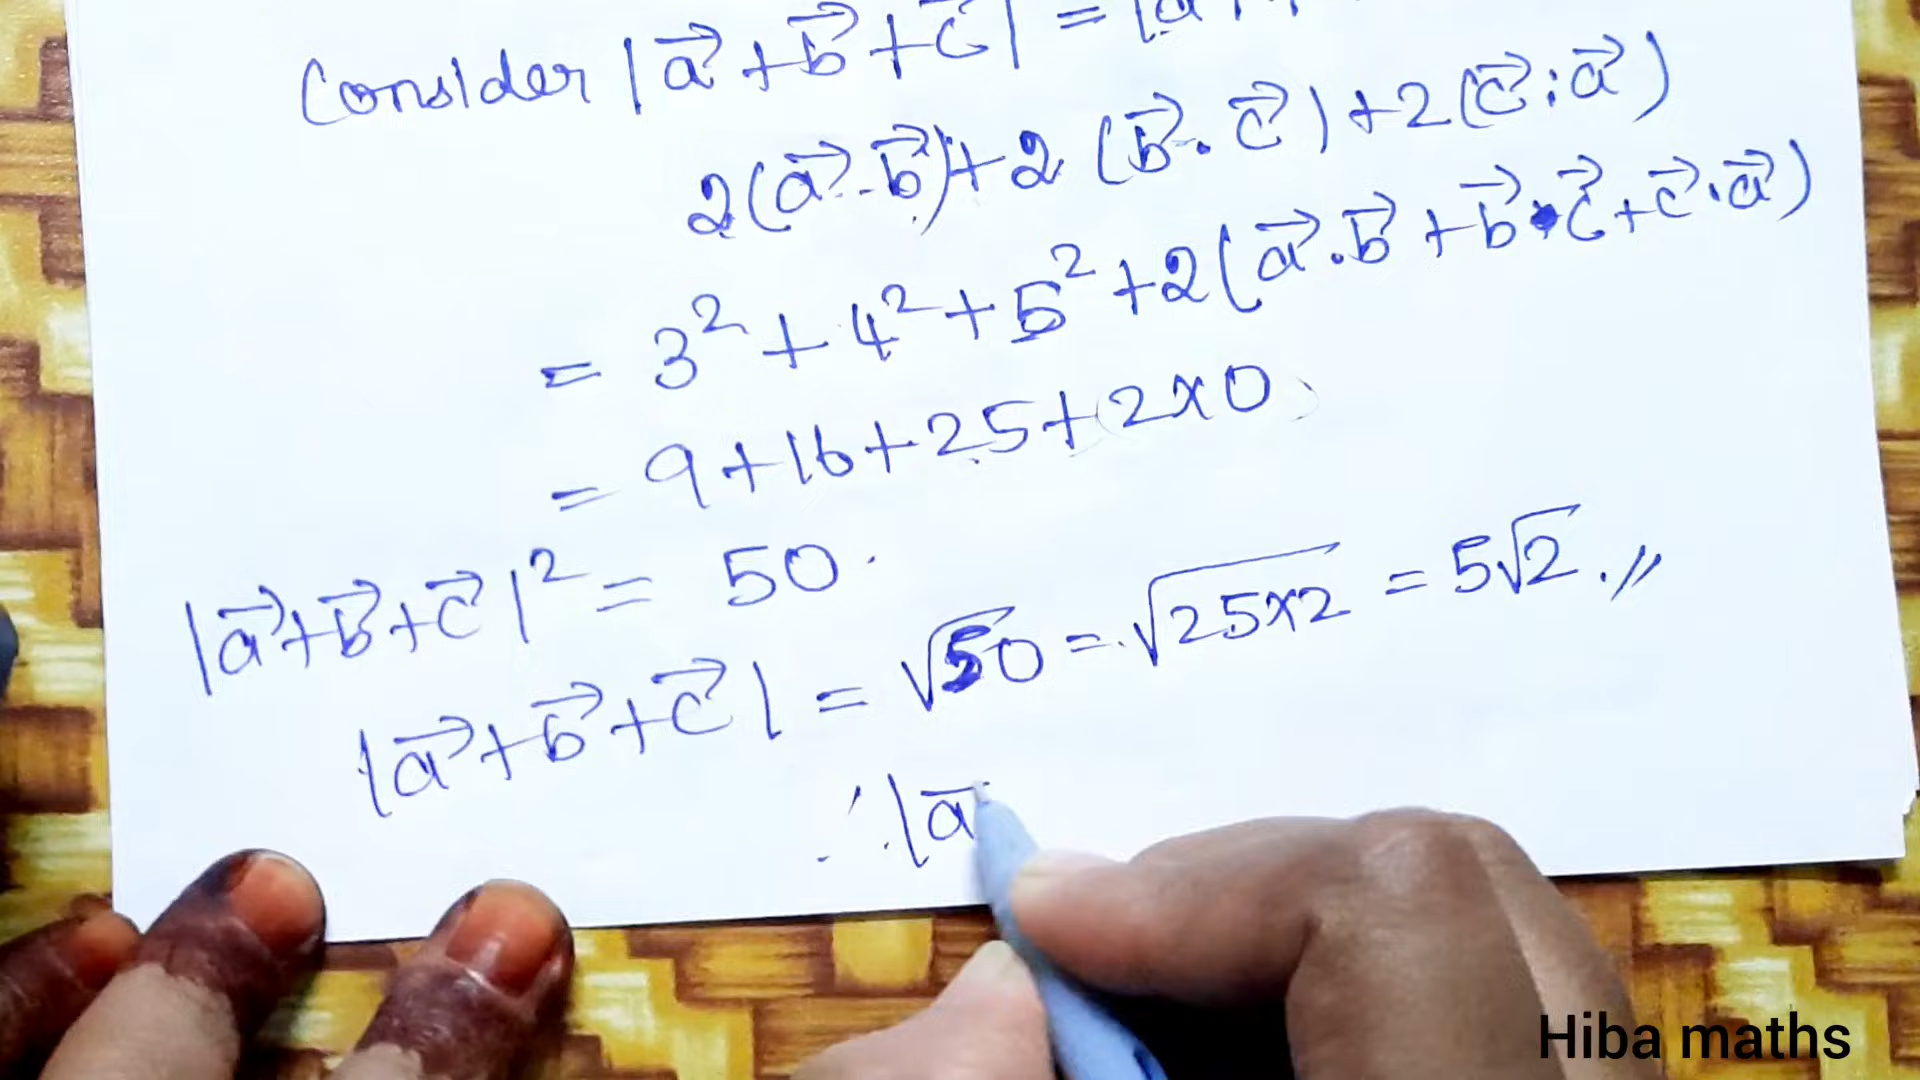 Consider |a⃗+b⃗+c⃗| = |a
2(a⃗.b⃗)+2(b⃗.c⃗)+2(c⃗.a⃗)
= 3²+4²+5²+2(a⃗.b⃗+b⃗.c⃗+c⃗.a⃗)
= 9+16+25+2×0
|a⃗+b⃗+c⃗|² = 50.
|a⃗+b⃗+c⃗| = √50 = √25×2 = 5√2.//
∴ |a
Hiba maths